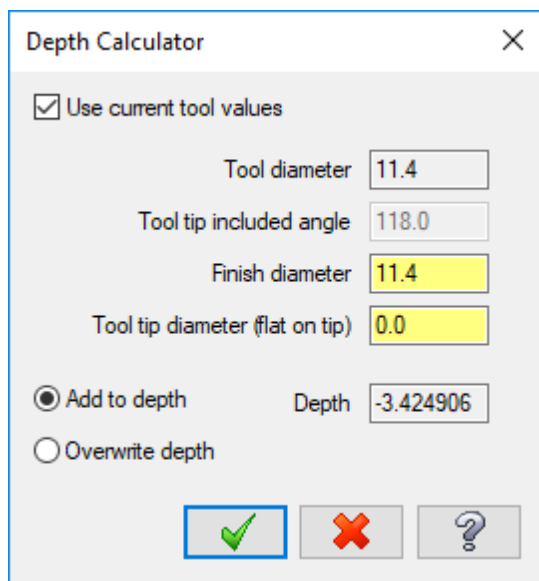 Depth Calculator
Use current tool values
Tool diameter 11.4
Tool tip included angle 118.0
Finish diameter 11.4
Tool tip diameter (flat on tip) 0.0
Add to depth Depth -3.424906
Overwrite depth